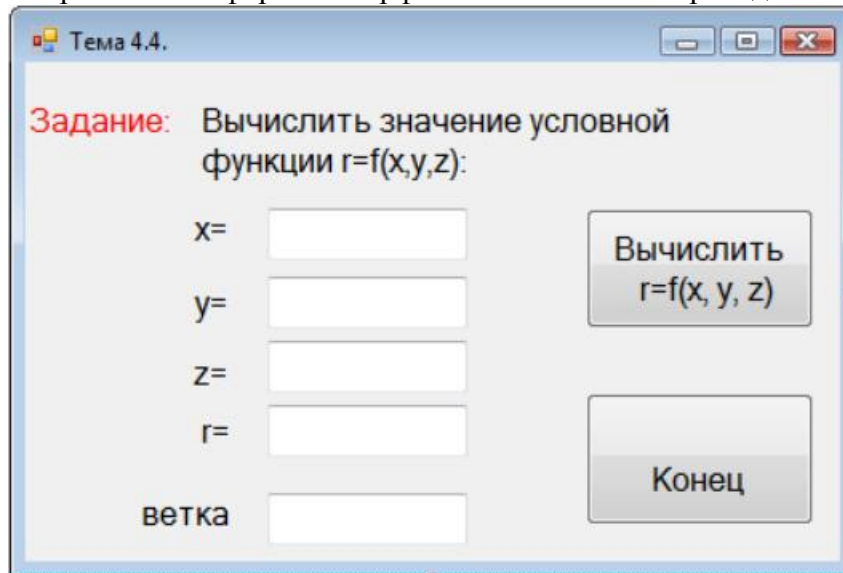 Тема 4.4.
Задание: Вычислить значение условной
функции r=f(x,y,z):
x=
Вычислить
r=f(x, y, z)
y=
z=
r=
Конец
ветка